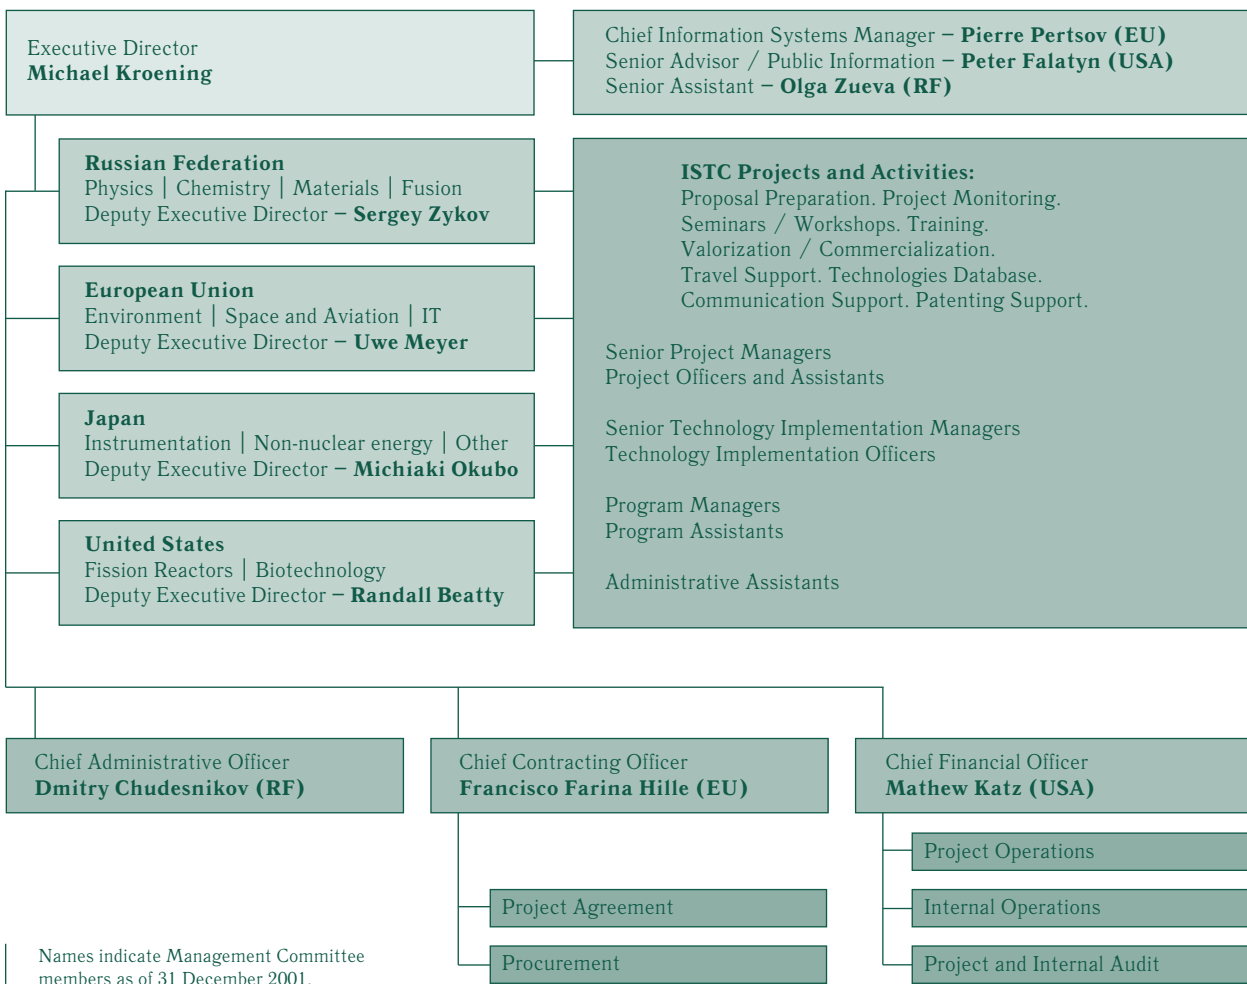 Executive Director
Michael Kroening
Chief Information Systems Manager – Pierre Pertsov (EU)
Senior Advisor / Public Information – Peter Falatyn (USA)
Senior Assistant – Olga Zueva (RF)
Russian Federation
Physics | Chemistry | Materials | Fusion
Deputy Executive Director – Sergey Zykov
European Union
Environment | Space and Aviation | IT
Deputy Executive Director – Uwe Meyer
Japan
Instrumentation | Non-nuclear energy | Other
Deputy Executive Director – Michiaki Okubo
United States
Fission Reactors | Biotechnology
Deputy Executive Director – Randall Beatty
ISTC Projects and Activities:
Proposal Preparation. Project Monitoring.
Seminars / Workshops. Training.
Valorization / Commercialization.
Travel Support. Technologies Database.
Communication Support. Patenting Support.
Senior Project Managers
Project Officers and Assistants
Senior Technology Implementation Managers
Technology Implementation Officers
Program Managers
Program Assistants
Administrative Assistants
Chief Administrative Officer
Dmitry Chudesnikov (RF)
Chief Contracting Officer
Francisco Farina Hille (EU)
Project Agreement
Procurement
Chief Financial Officer
Mathew Katz (USA)
Project Operations
Internal Operations
Project and Internal Audit
Names indicate Management Committee
members as of 31 December 2001.